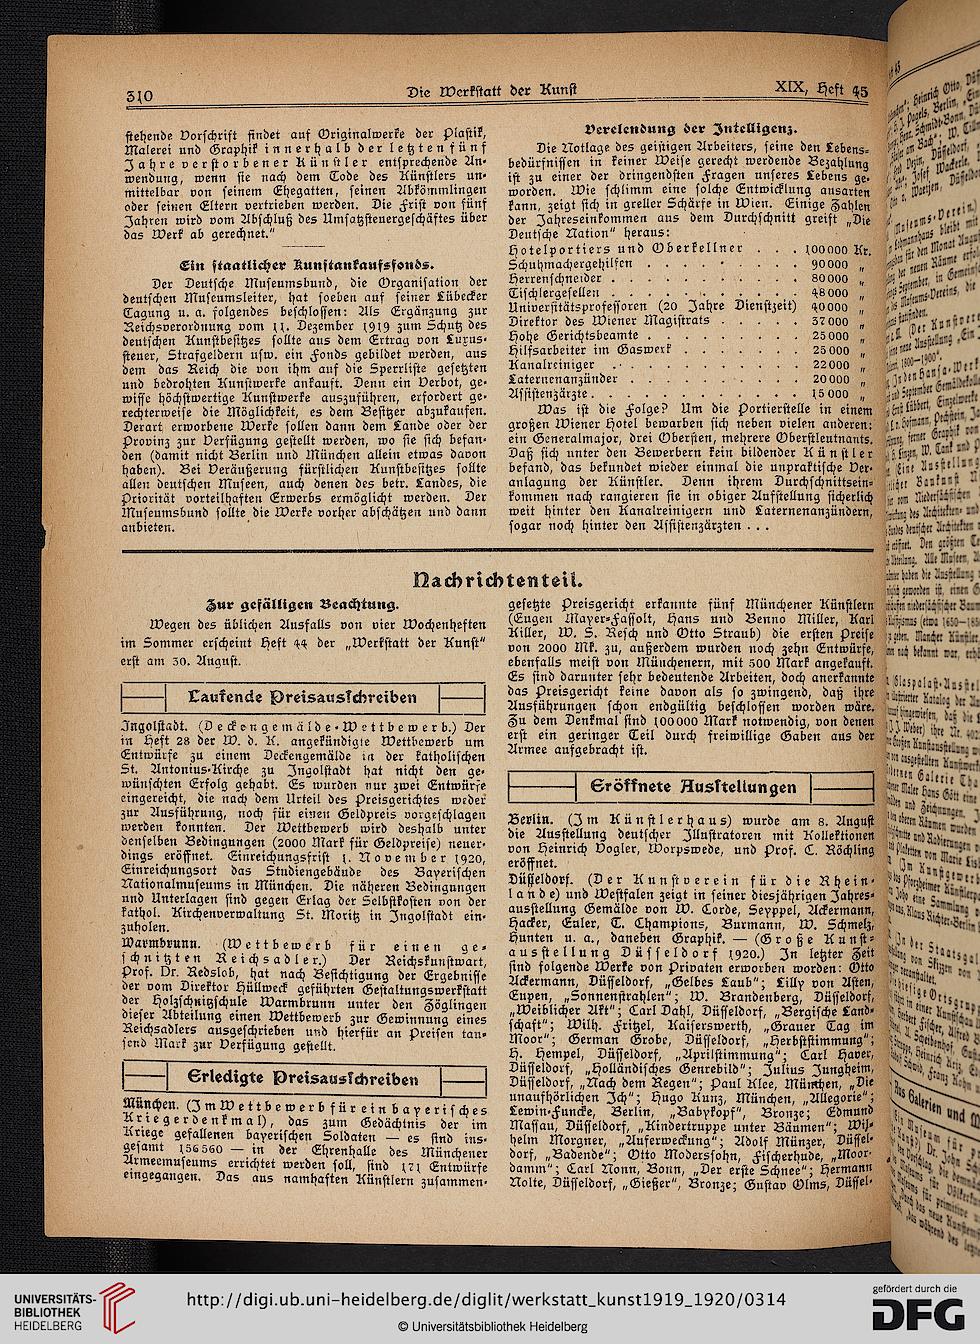 310
Die Werkstatt der Kunst
XIX, Heft 45
stehende Vorschrift findet auf Originalwerke der Plastik,
Malerei und Graphik innerhalb der letzten fünf
Jahre verstorbener Künstler entsprechende An-
wendung, wenn sie nach dem Tode des Künstlers un-
mittelbar von seinem Ehegatten, seinen Abkömmlingen
oder seinen Eltern vertrieben werden. Die Frist von fünf
Jahren wird vom Abschluß des Umsatzsteuergeschäftes über
das Werk ab gerechnet."
Ein staatlicher Kunstankaufsfonds.
Der Deutsche Museumsbund, die Organisation der
deutschen Museumsleiter, hat soeben auf seiner Lübecker
Tagung u. a. folgendes beschlossen: Als Ergänzung zur
Reichsverordnung vom 11. Dezember 1919 zum Schutz des
deutschen Kunstbesitzes sollte aus dem Ertrag von Luxus-
steuer, Strafgeldern usw. ein Fonds gebildet werden, aus
dem das Reich die von ihm auf die Sperrliste gesetzten
und bedrohten Kunstwerke ankauft. Denn ein Verbot, ge-
wisse höchstwertige Kunstwerke auszuführen, erfordert ge-
rechterweise die Möglichkeit, es dem Besitzer abzukaufen.
Derart erworbene Werke sollen dann dem Lande oder der
Provinz zur Verfügung gestellt werden, wo sie sich befan-
den (damit nicht Berlin und München allein etwas davon
haben). Bei Veräußerung fürstlichen Kunstbesitzes sollte
allen deutschen Museen, auch denen des betr. Landes, die
Priorität vorteilhaften Erwerbs ermöglicht werden. Der
Museumsbund sollte die Werke vorher abschätzen und dann
anbieten.
Verelendung der Intelligenz.
Die Notlage des geistigen Arbeiters, seine den Lebens-
bedürfnissen in keiner Weise gerecht werdende Bezahlung
ist zu einer der dringendsten Fragen unseres Lebens ge-
worden. Wie schlimm eine solche Entwicklung ausarten
kann, zeigt sich in greller Schärfe in Wien. Einige Zahlen
der Jahreseinkommen aus dem Durchschnitt greift „Die
Deutsche Nation" heraus:
Hotelportiers und Oberkellner . . . 100000 Kr.
Schuhmachergehilfen . . . . . . . . 90000 „
Herrenschneider . . . . . . . . . . 80000 „
Tischlergesellen . . . . . . . . . . 48000 „
Universitätsprofessoren (20 Jahre Dienstzeit) 40000 „
Direktor des Wiener Magistrats . . . . . 37000 „
Hohe Gerichtsbeamte . . . . . . . . 25000 „
Hilfsarbeiter im Gaswerk . . . . . . . 25000 „
Kanalreiniger . . . . . . . . . . . 22000 „
Laternenanzünder . . . . . . . . . . 20000 „
Assistenzärzte . . . . . . . . . . . 15000 „
Was ist die Folge? Um die Portierstelle in einem
großen Wiener Hotel bewarben sich neben vielen anderen:
ein Generalmajor, drei Obersten, mehrere Oberstleutnants.
Daß sich unter den Bewerbern kein bildender Künstler
befand, das bekundet wieder einmal die unpraktische Ver-
anlagung der Künstler. Denn ihrem Durchschnittsein-
kommen nach rangieren sie in obiger Aufstellung sicherlich
weit hinter den Kanalreinigern und Laternenanzündern,
sogar noch hinter den Assistenzärzten . . .
Nachrichtenteil.
Zur gefälligen Beachtung.
Wegen des üblichen Ausfalls von vier Wochenheften
im Sommer erscheint Heft 44 der „Werkstatt der Kunst"
erst am 30. August.
Laufende Preisausschreiben
Ingolstadt. (Deckengemälde-Wettbewerb.) Der
in Heft 28 der W. d. K. angekündigte Wettbewerb um
Entwürfe zu einem Deckengemälde in der katholischen
St. Antonius-Kirche zu Ingolstadt hat nicht den ge-
wünschten Erfolg gehabt. Es wurden nur zwei Entwürfe
eingereicht, die nach dem Urteil des Preisgerichtes weder
zur Ausführung, noch für einen Geldpreis vorgeschlagen
werden konnten. Der Wettbewerb wird deshalb unter
denselben Bedingungen (2000 Mark für Geldpreise) neuer-
dings eröffnet. Einreichungsfrist 1. November 1920,
Einreichungsort das Studiengebäude des Bayerischen
Nationalmuseums in München. Die näheren Bedingungen
und Unterlagen sind gegen Erlag der Selbstkosten von der
kathol. Kirchenverwaltung St. Moritz in Ingolstadt ein-
zuholen.
Warmbrunn. (Wettbewerb für einen ge-
schnitzten Reichsadler.) Der Reichskunstwart,
Prof. Dr. Redslob, hat nach Besichtigung der Ergebnisse
der vom Direktor Hüllweck geführten Gestaltungswerkstatt
der Holzschnitzschule Warmbrunn unter den Zöglingen
dieser Abteilung einen Wettbewerb zur Gewinnung eines
Reichsadlers ausgeschrieben und hierfür an Preisen tau-
send Mark zur Verfügung gestellt.
Erledigte Preisausschreiben
München. (Im Wettbewerb für ein bayerisches
Kriegerdenkmal), das zum Gedächtnis der im
Kriege gefallenen bayerischen Soldaten — es sind ins-
gesamt 156560 — in der Ehrenhalle des Münchener
Armeemuseums errichtet werden soll, sind 171 Entwürfe
eingegangen. Das aus namhaften Künstlern zusammen-
gesetzte Preisgericht erkannte fünf Münchener Künstlern
(Eugen Mayer-Fassolt, Hans und Benno Miller, Karl
Killer, W. S. Resch und Otto Straub) die ersten Preise
von 2000 Mk. zu, außerdem wurden noch zehn Entwürfe,
ebenfalls meist von Münchenern, mit 500 Mark angekauft.
Es sind darunter sehr bedeutende Arbeiten, doch anerkannte
das Preisgericht keine davon als so zwingend, daß ihre
Ausführungen schon endgültig beschlossen worden wäre.
Zu dem Denkmal sind 100000 Mark notwendig, von denen
erst ein geringer Teil durch freiwillige Gaben aus der
Armee aufgebracht ist.
Eröffnete Ausstellungen
Berlin. (Im Künstlerhaus) wurde am 8. August
die Ausstellung deutscher Illustratoren mit Kollektionen
von Heinrich Vogler, Worpswede, und Prof. C. Röchling
eröffnet.
Düsseldorf. (Der Kunstverein für die Rhein-
lande) und Westfalen zeigt in seiner diesjährigen Jahres-
ausstellung Gemälde von W. Corde, Seyppel, Ackermann,
Hacker, Euler, T. Champions, Burmann, W. Schmelz,
Hunten u. a., daneben Graphik. — (Große Kunst-
ausstellung Düsseldorf 1920.) In letzter Zeit
sind folgende Werke von Privaten erworben worden: Otto
Ackermann, Düsseldorf, „Gelbes Laub"; Lilly von Asten,
Eupen, „Sonnenstrahlen"; W. Brandenberg, Düsseldorf,
„Weiblicher Akt"; Carl Dahl, Düsseldorf, „Bergische Land-
schaft"; Wilh. Fritzel, Kaiserswerth, „Grauer Tag im
Moor"; German Grobe, Düsseldorf, „Herbststimmung";
H. Hempel, Düsseldorf, „Aprilstimmung"; Carl Haver,
Düsseldorf, „Holländisches Genrebild"; Julius Jungheim,
Düsseldorf, „Nach dem Regen"; Paul Klee, München, „Die
unaufhörlichen Ich"; Hugo Kunz, München, „Allegorie";
Lewin-Funcke, Berlin, „Babykopf", Bronze; Edmund
Massau, Düsseldorf, „Kindertruppe unter Bäumen"; Wil-
helm Morgner, „Auferweckung"; Adolf Münzer, Düssel-
dorf, „Badende"; Otto Modersohn, Fischerhude, „Moor-
damm"; Carl Nonn, Bonn, „Der erste Schnee"; Hermann
Nolte, Düsseldorf, „Gießer", Bronze; Gustav Olms, Düssel-
UNIVERSITÄTS-
BIBLIOTHEK
HEIDELBERG
http://digi.ub.uni-heidelberg.de/diglit/werkstatt_kunst1919_1920/0314
© Universitätsbibliothek Heidelberg
gefördert durch die
DFG